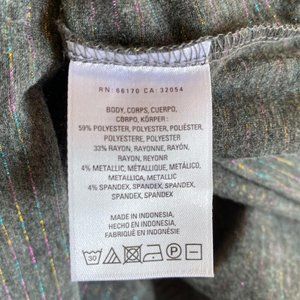 RN: 66170 CA: 32054
BODY, CORPS, CUERPO,
CORPO, KÖRPER:
59% POLYESTER, POLYESTER, POLIÉSTER,
POLIESTERE, POLYESTER
33% RAYON, RAYONNE, RAYÓN,
RAYON, REYONR
4% METALLIC, MÉTALLIQUE, METÁLICO,
METALLICA, METALLIC
4% SPANDEX, SPANDEX, SPANDEX,
SPANDEX, SPANDEX
MADE IN INDONESIA,
HECHO EN INDONESIA,
FABRIQUÉ EN INDONÉSIE
30 P